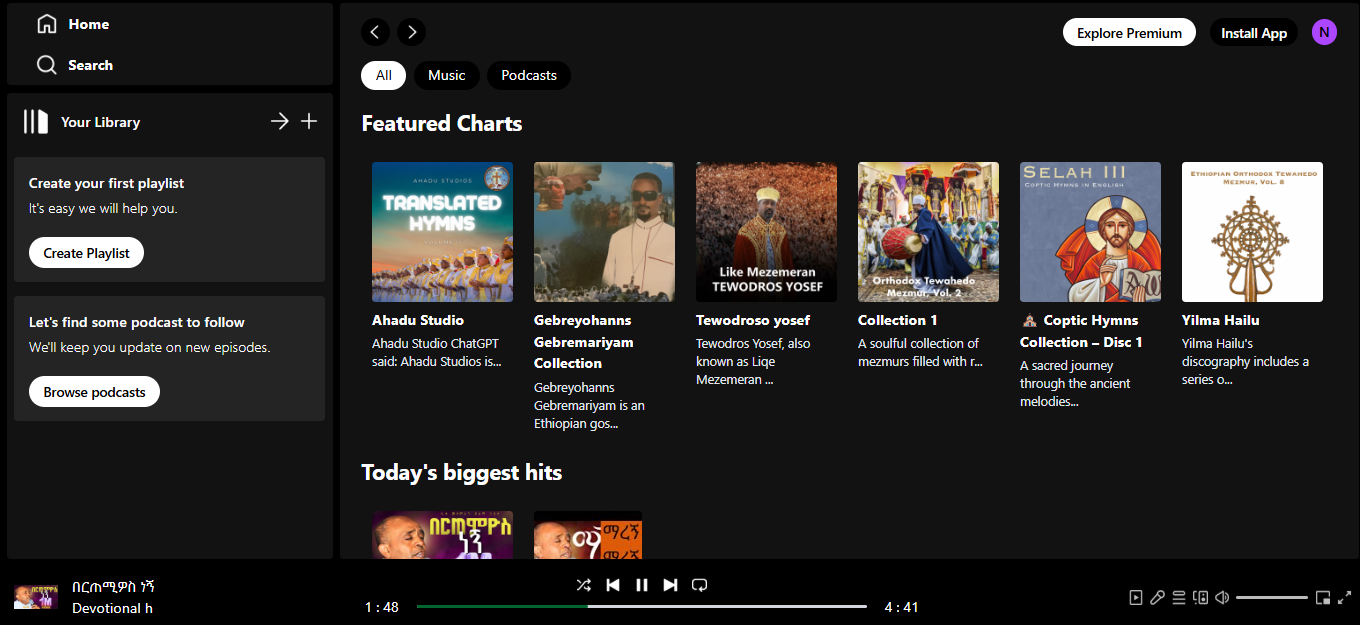 Home
Search
Your Library
Create your first playlist
It's easy we will help you.
Create Playlist
Let's find some podcast to follow
We'll keep you update on new episodes.
Browse podcasts
Explore Premium
Install App
N
All
Music
Podcasts
Featured Charts
AHADU STUDIOS
TRANSLATED
HYMNS
Ahadu Studio
Ahadu Studio ChatGPT
said: Ahadu Studios is...
Gebreyohanns
Gebremariyam
Collection
Gebreyohanns
Gebremariyam is an
Ethiopian gos...
Like Mezemeran
TEWODROS YOSEF
Tewodroso yosef
Tewodros Yosef, also
known as Liqe
Mezemeran ...
Orthodox Tewahedo
Mezmur, Vol. 2
Collection 1
A soulful collection of
mezmurs filled with r...
SELAH III
COPTIC HYMNS IN ENGLISH
Coptic Hymns
Collection – Disc 1
A sacred journey
through the ancient
melodies...
ETHIOPIAN ORTHODOX TEWAHEDO
MEZMUR, VOL. 8
Yilma Hailu
Yilma Hailu's
discography includes a
series o...
Today's biggest hits
በርጠሞዮስ
ነኝ
ማረኝ
በርጠሚዎስ ነኝ
Devotional h
1 : 48
4 : 41